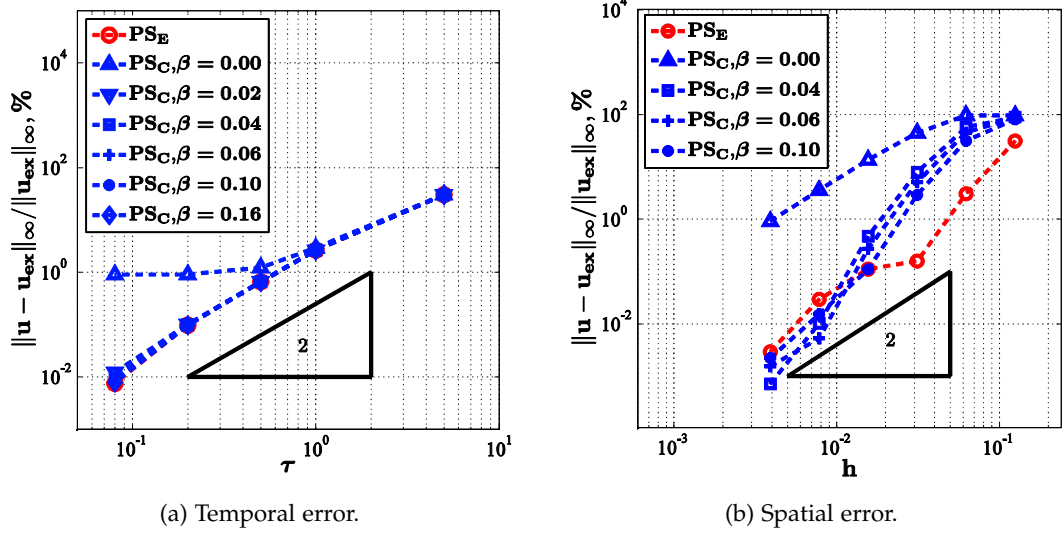 ‖u − u_ex‖∞/‖u_ex‖∞, %
10^4
10^2
10^0
10^-2
PS_E
PS_C, β = 0.00
PS_C, β = 0.02
PS_C, β = 0.04
PS_C, β = 0.06
PS_C, β = 0.10
PS_C, β = 0.16
2
10^-1
10^0
10^1
τ
(a) Temporal error.
‖u − u_ex‖∞/‖u_ex‖∞, %
10^4
10^2
10^0
10^-2
PS_E
PS_C, β = 0.00
PS_C, β = 0.04
PS_C, β = 0.06
PS_C, β = 0.10
2
10^-3
10^-2
10^-1
h
(b) Spatial error.